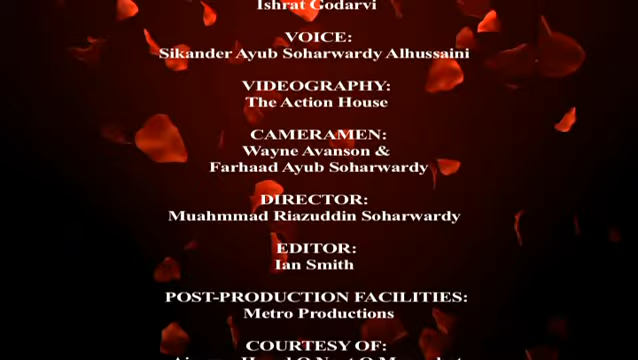 Ishrat Godarvi
VOICE:
Sikander Ayub Soharwardy Alhussaini
VIDEOGRAPHY:
The Action House
CAMERAMEN:
Wayne Avanson &
Farhaad Ayub Soharwardy
DIRECTOR:
Muahmmad Riazuddin Soharwardy
EDITOR:
Ian Smith
POST-PRODUCTION FACILITIES:
Metro Productions
COURTESY OF: